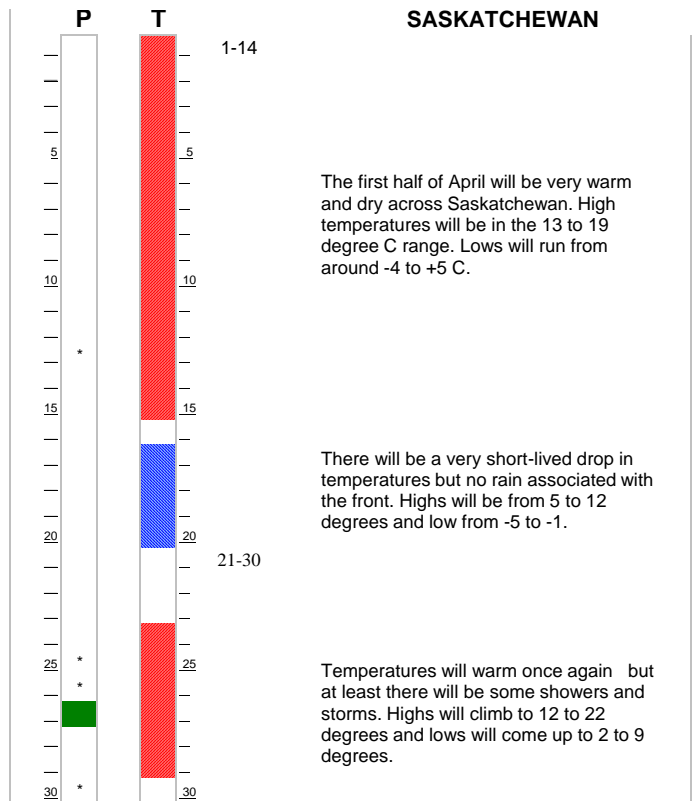 P T SASKATCHEWAN
1-14
5 5
The first half of April will be very warm
and dry across Saskatchewan. High
temperatures will be in the 13 to 19
degree C range. Lows will run from
around -4 to +5 C.
10 10
*
15 15
There will be a very short-lived drop in
temperatures but no rain associated with
the front. Highs will be from 5 to 12
degrees and low from -5 to -1.
20 20
21-30
25 * 25
*
Temperatures will warm once again but
at least there will be some showers and
storms. Highs will climb to 12 to 22
degrees and lows will come up to 2 to 9
degrees.
30 * 30